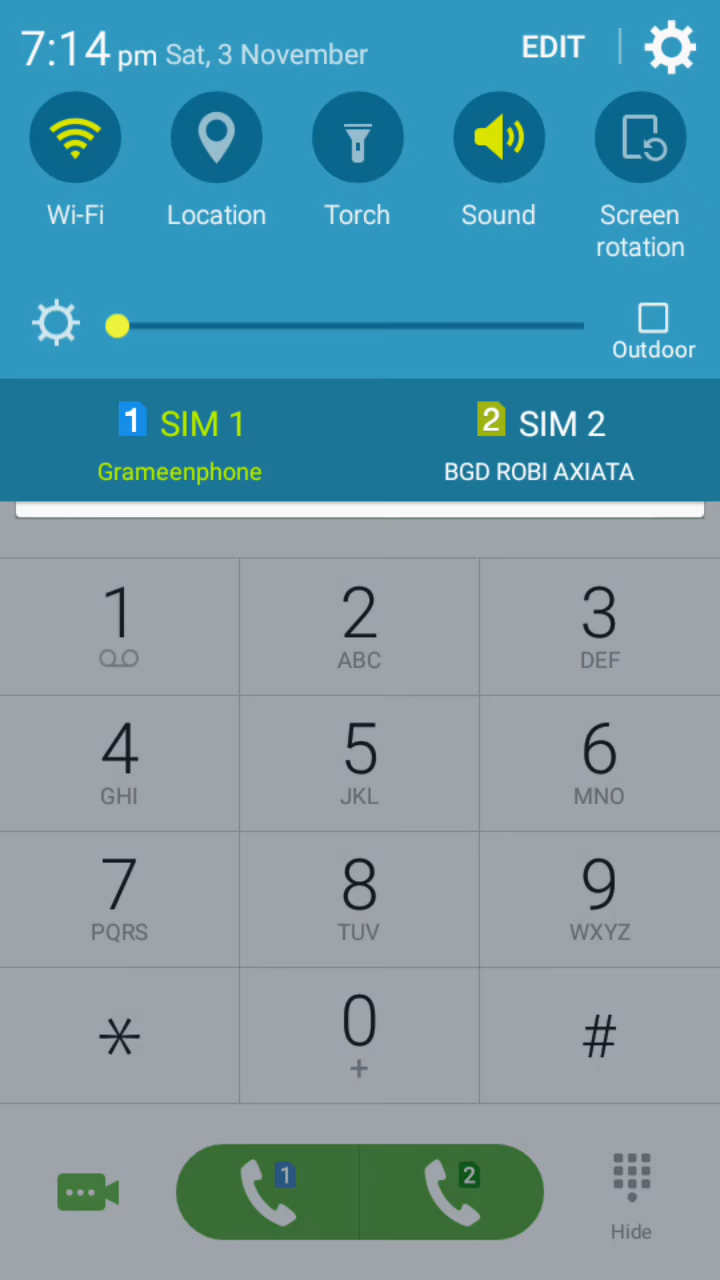 7:14 pm Sat, 3 November EDIT
Wi-Fi Location Torch Sound Screen rotation
Outdoor
1 SIM 1 2 SIM 2
Grameenphone BGD ROBI AXIATA
1 2 3
ABC DEF
4 5 6
GHI JKL MNO
7 8 9
PQRS TUV WXYZ
* 0 #
+
1 2
Hide